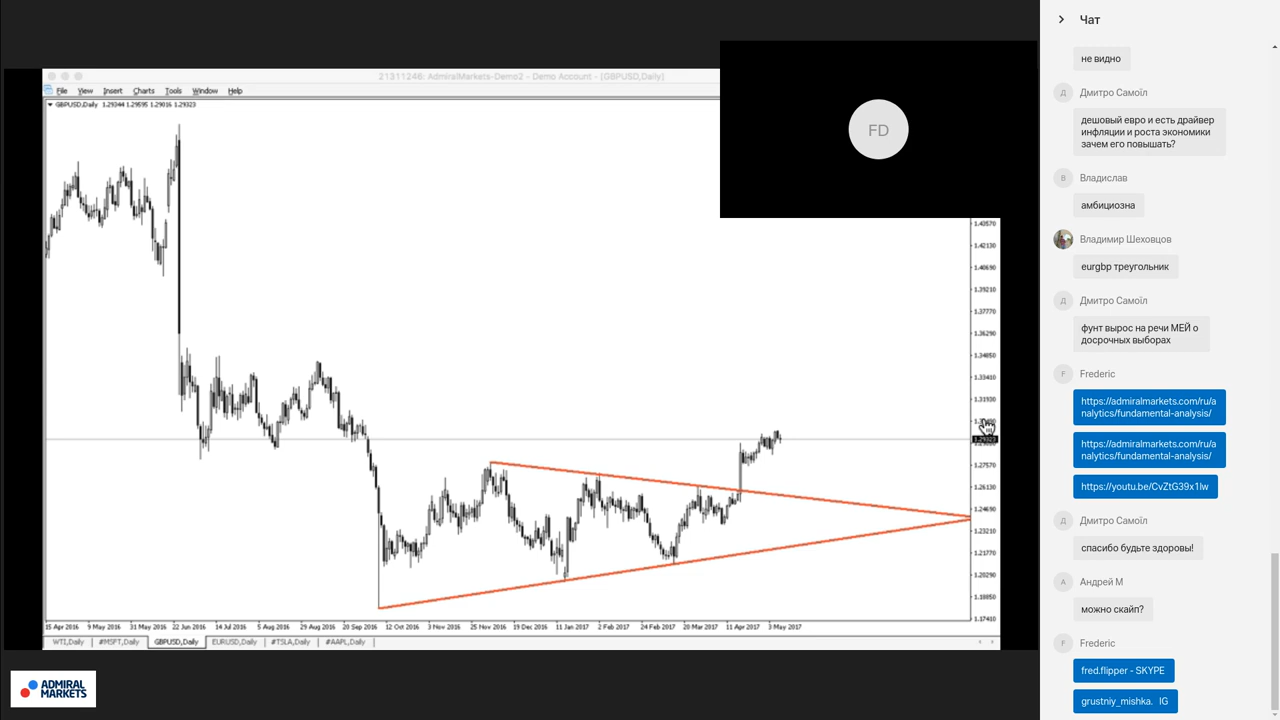 21311246: AdmiralMarkets-Demo2 - Demo Account - [GBPUSD,Daily]
File View Insert Charts Tools Window Help
GBPUSD,Daily 1.29344 1.29595 1.29016 1.29323
FD
1.43570
1.42130
1.40690
1.39210
1.37770
1.36290
1.34850
1.33410
1.31930
1.29323
1.27570
1.26130
1.24690
1.23210
1.21770
1.20290
1.18850
1.17410
15 Apr 2016 9 May 2016 31 May 2016 22 Jun 2016 14 Jul 2016 5 Aug 2016 29 Aug 2016 20 Sep 2016 12 Oct 2016 3 Nov 2016 25 Nov 2016 19 Dec 2016 11 Jan 2017 2 Feb 2017 24 Feb 2017 20 Mar 2017 11 Apr 2017 3 May 2017
WTI,Daily #MSFT,Daily GBPUSD,Daily EURUSD,Daily #TSLA,Daily #AAPL,Daily
ADMIRAL
MARKETS
Чат
не видно
Д Дмитро Самоїл
дешовый евро и есть драйвер
инфляции и роста экономики
зачем его повышать?
В Владислав
амбициозна
Владимир Шеховцов
eurgbp треугольник
Д Дмитро Самоїл
фунт вырос на речи МЕЙ о
досрочных выборах
F Frederic
https://admiralmarkets.com/ru/a
nalytics/fundamental-analysis/
https://admiralmarkets.com/ru/a
nalytics/fundamental-analysis/
https://youtu.be/CvZtG39x1Iw
Д Дмитро Самоїл
спасибо будьте здоровы!
А Андрей М
можно скайп?
F Frederic
fred.flipper - SKYPE
grustniy_mishka. IG